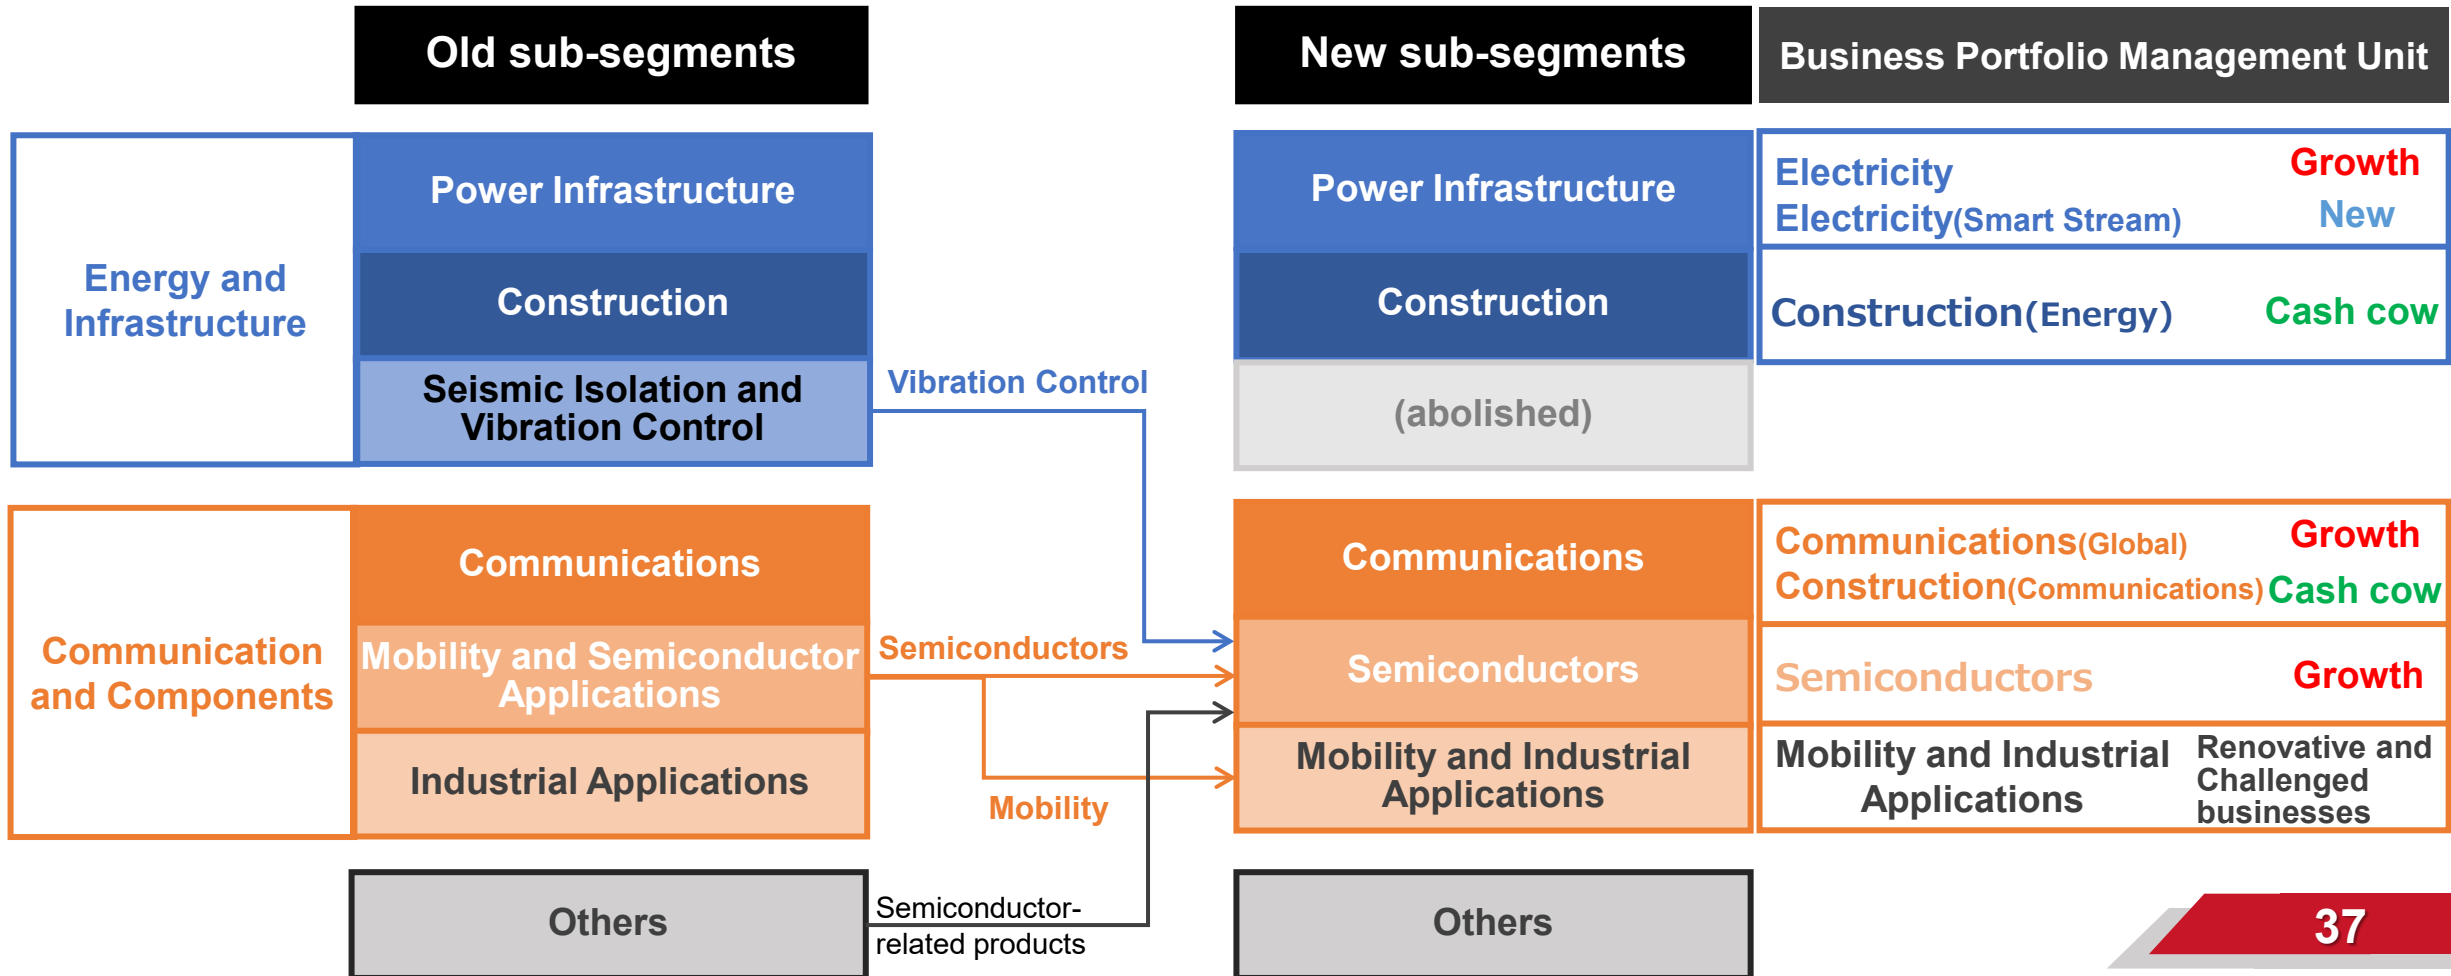 Old sub-segments
New sub-segments
Business Portfolio Management Unit
Energy and
Infrastructure
Power Infrastructure
Construction
Seismic Isolation and
Vibration Control
Vibration Control
Power Infrastructure
Construction
(abolished)
Electricity Growth
Electricity(Smart Stream) New
Construction(Energy) Cash cow
Communication
and Components
Communications
Mobility and Semiconductor
Applications
Industrial Applications
Semiconductors
Mobility
Communications
Semiconductors
Mobility and Industrial
Applications
Communications(Global) Growth
Construction(Communications) Cash cow
Semiconductors Growth
Mobility and Industrial
Applications
Renovative and
Challenged
businesses
Others
Semiconductor-
related products
Others
37